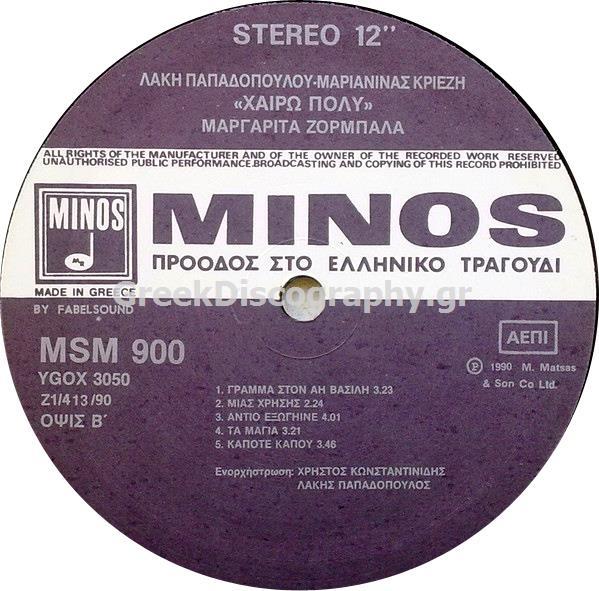 STEREO 12''
ΛΑΚΗ ΠΑΠΑΔΟΠΟΥΛΟΥ-ΜΑΡΙΑΝΙΝΑΣ ΚΡΙΕΖΗ
«ΧΑΙΡΩ ΠΟΛΥ»
ΜΑΡΓΑΡΙΤΑ ΖΟΡΜΠΑΛΑ
ALL RIGHTS OF THE MANUFACTURER AND OF THE OWNER OF THE RECORDED WORK RESERVED
UNAUTHORISED PUBLIC PERFORMANCE.BROADCASTING AND COPYING OF THIS RECORD PROHIBITED
MINOS
MINOS
ΠΡΟΟΔΟΣ ΣΤΟ ΕΛΛΗΝΙΚΟ ΤΡΑΓΟΥΔΙ
MADE IN GREECE
GreekDiscography.gr
BY FABELSOUND
MSM 900
YGOX 3050
Z1/413/90
ΟΨΙΣ Β΄
ΑΕΠΙ
Ⓟ 1990 M. Matsas
& Son Co Ltd.
1. ΓΡΑΜΜΑ ΣΤΟΝ ΑΗ ΒΑΣΙΛΗ 3.23
2. ΜΙΑΣ ΧΡΗΣΗΣ 2.24
3. ΑΝΤΙΟ ΕΞΩΓΗΙΝΕ 4.01
4. ΤΑ ΜΑΓΙΑ 3.21
5. ΚΑΠΟΤΕ ΚΑΠΟΥ 3.46
Ενορχήστρωση: ΧΡΗΣΤΟΣ ΚΩΝΣΤΑΝΤΙΝΙΔΗΣ
ΛΑΚΗΣ ΠΑΠΑΔΟΠΟΥΛΟΣ